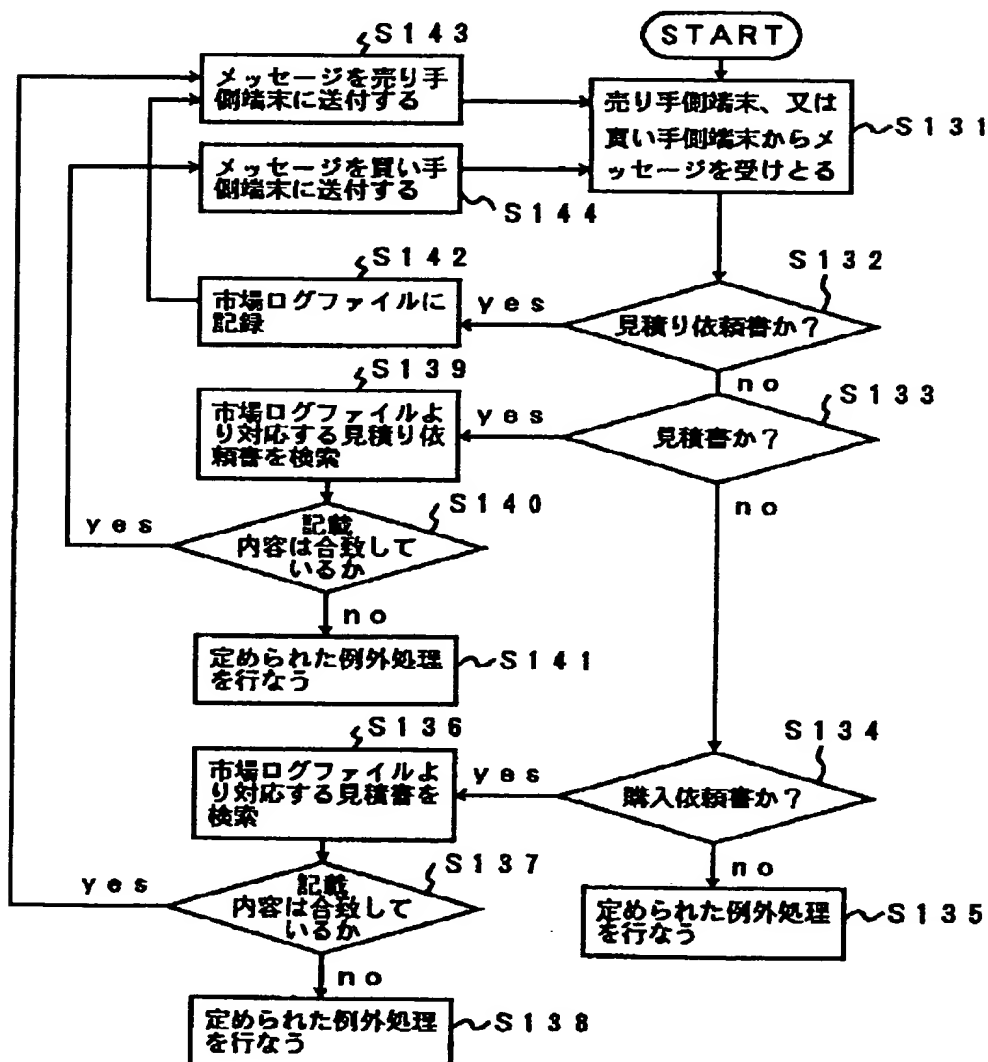 S143
START
メッセージを売り手
側端末に送付する
売り手側端末、又は
買い手側端末からメ
ッセージを受けとる
S131
メッセージを買い手
側端末に送付する
S144
S142
S132
市場ログファイルに
記録
yes
見積り依頼書か?
no
S139
S133
市場ログファイルよ
り対応する見積り依
頼書を検索
yes
見積書か?
no
S140
yes
記載
内容は合致して
いるか
no
定められた例外処理
を行なう
S141
S136
S134
市場ログファイルよ
り対応する見積書を
検索
yes
購入依頼書か?
no
S137
yes
記載
内容は合致して
いるか
定められた例外処理
を行なう
S135
no
定められた例外処理
を行なう
S138